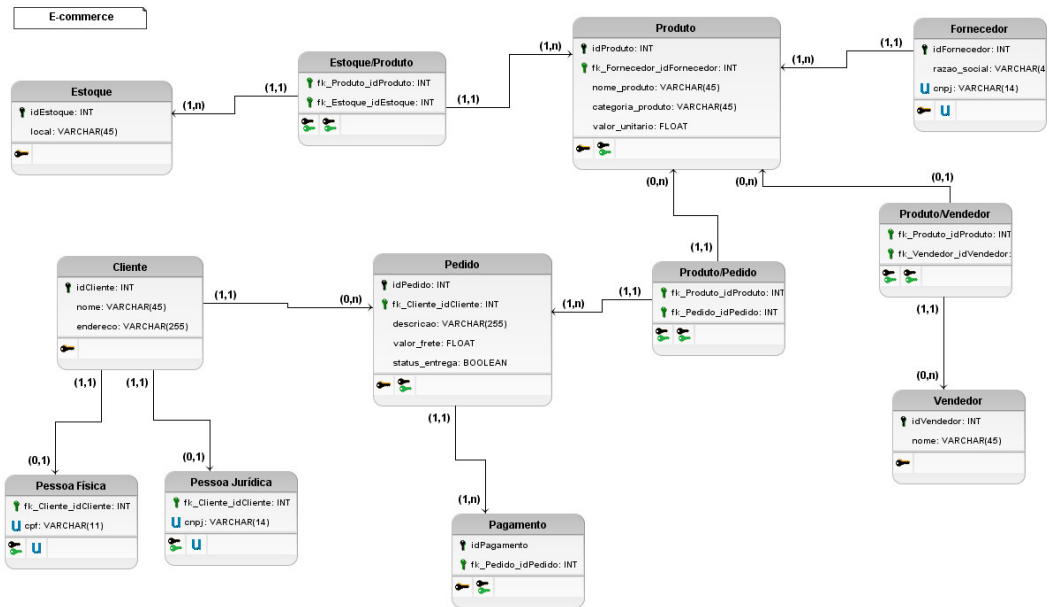 E-commerce
Estoque
idEstoque: INT
local: VARCHAR(45)
(1,n)
(1,1)
Estoque/Produto
fk_Produto_idProduto: INT
fk_Estoque_idEstoque: INT
(1,1)
(1,n)
Produto
idProduto: INT
fk_Fornecedor_idFornecedor: INT
nome_produto: VARCHAR(45)
categoria_produto: VARCHAR(45)
valor_unitario: FLOAT
(1,n)
(1,1)
Fornecedor
idFornecedor: INT
razao_social: VARCHAR(4
U cnpj: VARCHAR(14)
U
(0,n)
(0,n)
(0,1)
Produto/Vendedor
fk_Produto_idProduto: INT
fk_Vendedor_idVendedor:
(1,1)
(0,n)
Vendedor
idVendedor: INT
nome: VARCHAR(45)
(1,1)
Produto/Pedido
fk_Produto_idProduto: INT
fk_Pedido_idPedido: INT
(1,1)
(1,n)
Pedido
idPedido: INT
fk_Cliente_idCliente: INT
descricao: VARCHAR(255)
valor_frete: FLOAT
status_entrega: BOOLEAN
(0,n)
(1,1)
Cliente
idCliente: INT
nome: VARCHAR(45)
endereco: VARCHAR(255)
(1,1)
(1,1)
(0,1)
(0,1)
Pessoa Física
fk_Cliente_idCliente: INT
U cpf: VARCHAR(11)
U
Pessoa Jurídica
fk_Cliente_idCliente: INT
U cnpj: VARCHAR(14)
U
(1,1)
(1,n)
Pagamento
idPagamento
fk_Pedido_idPedido: INT